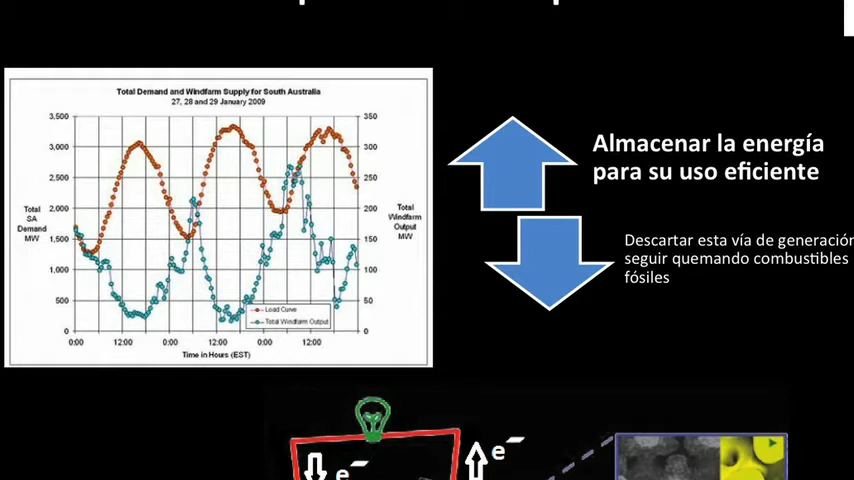 Total Demand and Windfarm Supply for South Australia
27, 28 and 29 January 2009
3,500
3,000
2,500
2,000
1,500
1,000
500
0
350
300
250
200
150
100
50
0
Total
SA
Demand
MW
Total
Windfarm
Output
MW
Load Curve
Total Windfarm Output
0:00 12:00 0:00 12:00 0:00 12:00
Time in Hours (EST)
Almacenar la energía
para su uso eficiente
Descartar esta vía de generación
seguir quemando combustibles
fósiles
e−
e−